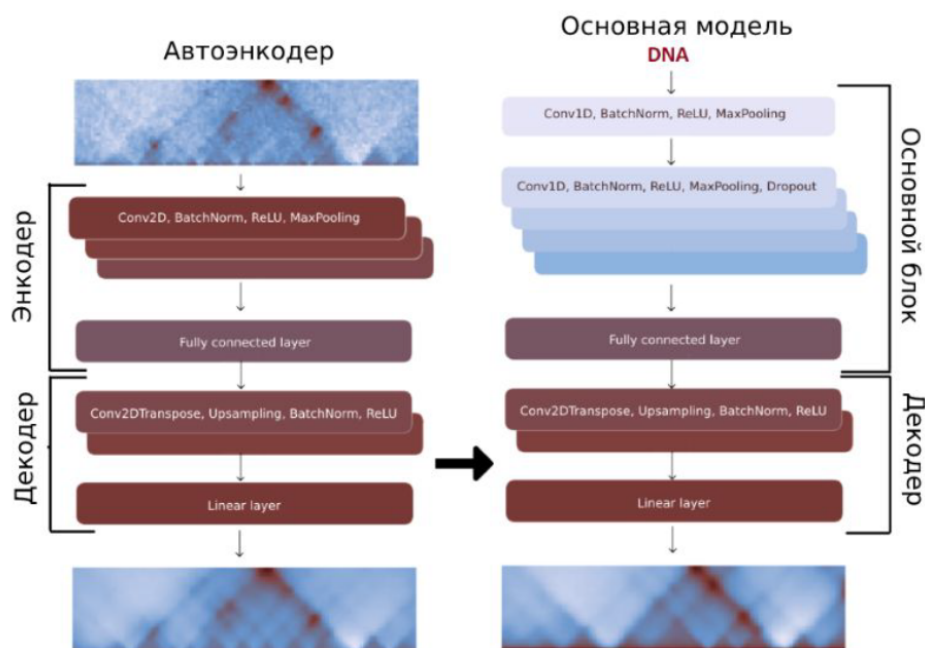 Автоэнкодер
Энкодер
Conv2D, BatchNorm, ReLU, MaxPooling
Fully connected layer
Декодер
Conv2DTranspose, Upsampling, BatchNorm, ReLU
Linear layer
Основная модель
DNA
Conv1D, BatchNorm, ReLU, MaxPooling
Conv1D, BatchNorm, ReLU, MaxPooling, Dropout
Fully connected layer
Основной блок
Conv2DTranspose, Upsampling, BatchNorm, ReLU
Linear layer
Декодер